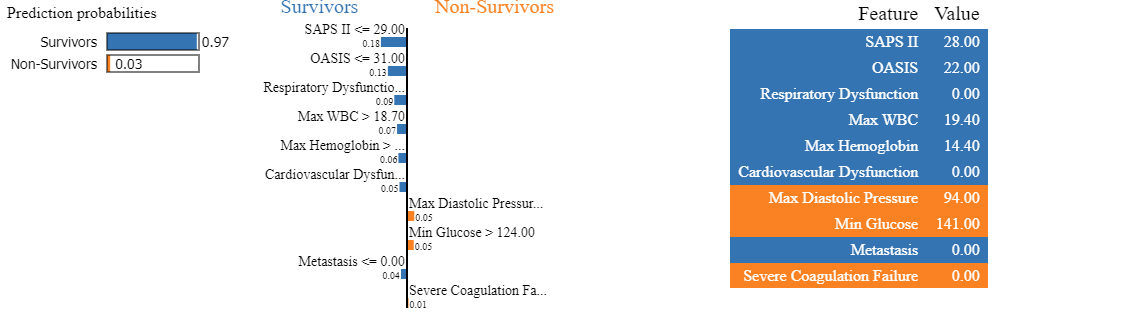 Prediction probabilities
Survivors 0.97
Non-Survivors 0.03
Survivors Non-Survivors
SAPS II <= 29.00
0.18
OASIS <= 31.00
0.13
Respiratory Dysfunctio...
0.09
Max WBC > 18.70
0.07
Max Hemoglobin > ...
0.06
Cardiovascular Dysfun...
0.05
Max Diastolic Pressur...
0.05
Min Glucose > 124.00
0.05
Metastasis <= 0.00
0.04
Severe Coagulation Fa...
0.01
Feature Value
SAPS II 28.00
OASIS 22.00
Respiratory Dysfunction 0.00
Max WBC 19.40
Max Hemoglobin 14.40
Cardiovascular Dysfunction 0.00
Max Diastolic Pressure 94.00
Min Glucose 141.00
Metastasis 0.00
Severe Coagulation Failure 0.00